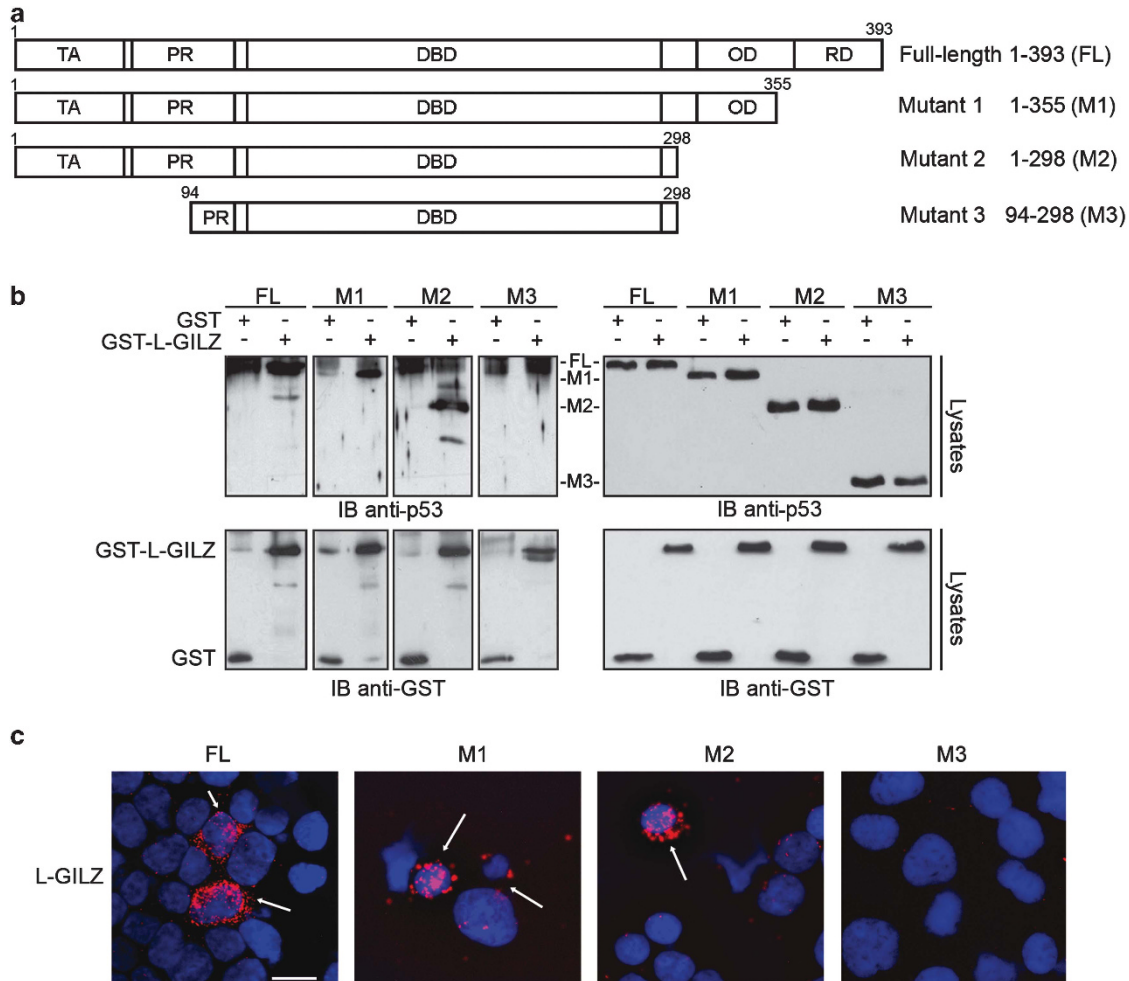 a
1 393
TA PR DBD OD RD Full-length 1-393 (FL)
1 355
TA PR DBD OD Mutant 1 1-355 (M1)
1 298
TA PR DBD Mutant 2 1-298 (M2)
94 298
PR DBD Mutant 3 94-298 (M3)
b
FL M1 M2 M3 FL M1 M2 M3
GST + - + - + - + - + - + - + - + -
GST-L-GILZ - + - + - + - + - + - + - + - +
-FL-
-M1-
-M2-
-M3-
Lysates
IB anti-p53 IB anti-p53
GST-L-GILZ
GST
Lysates
IB anti-GST IB anti-GST
c
FL M1 M2 M3
L-GILZ